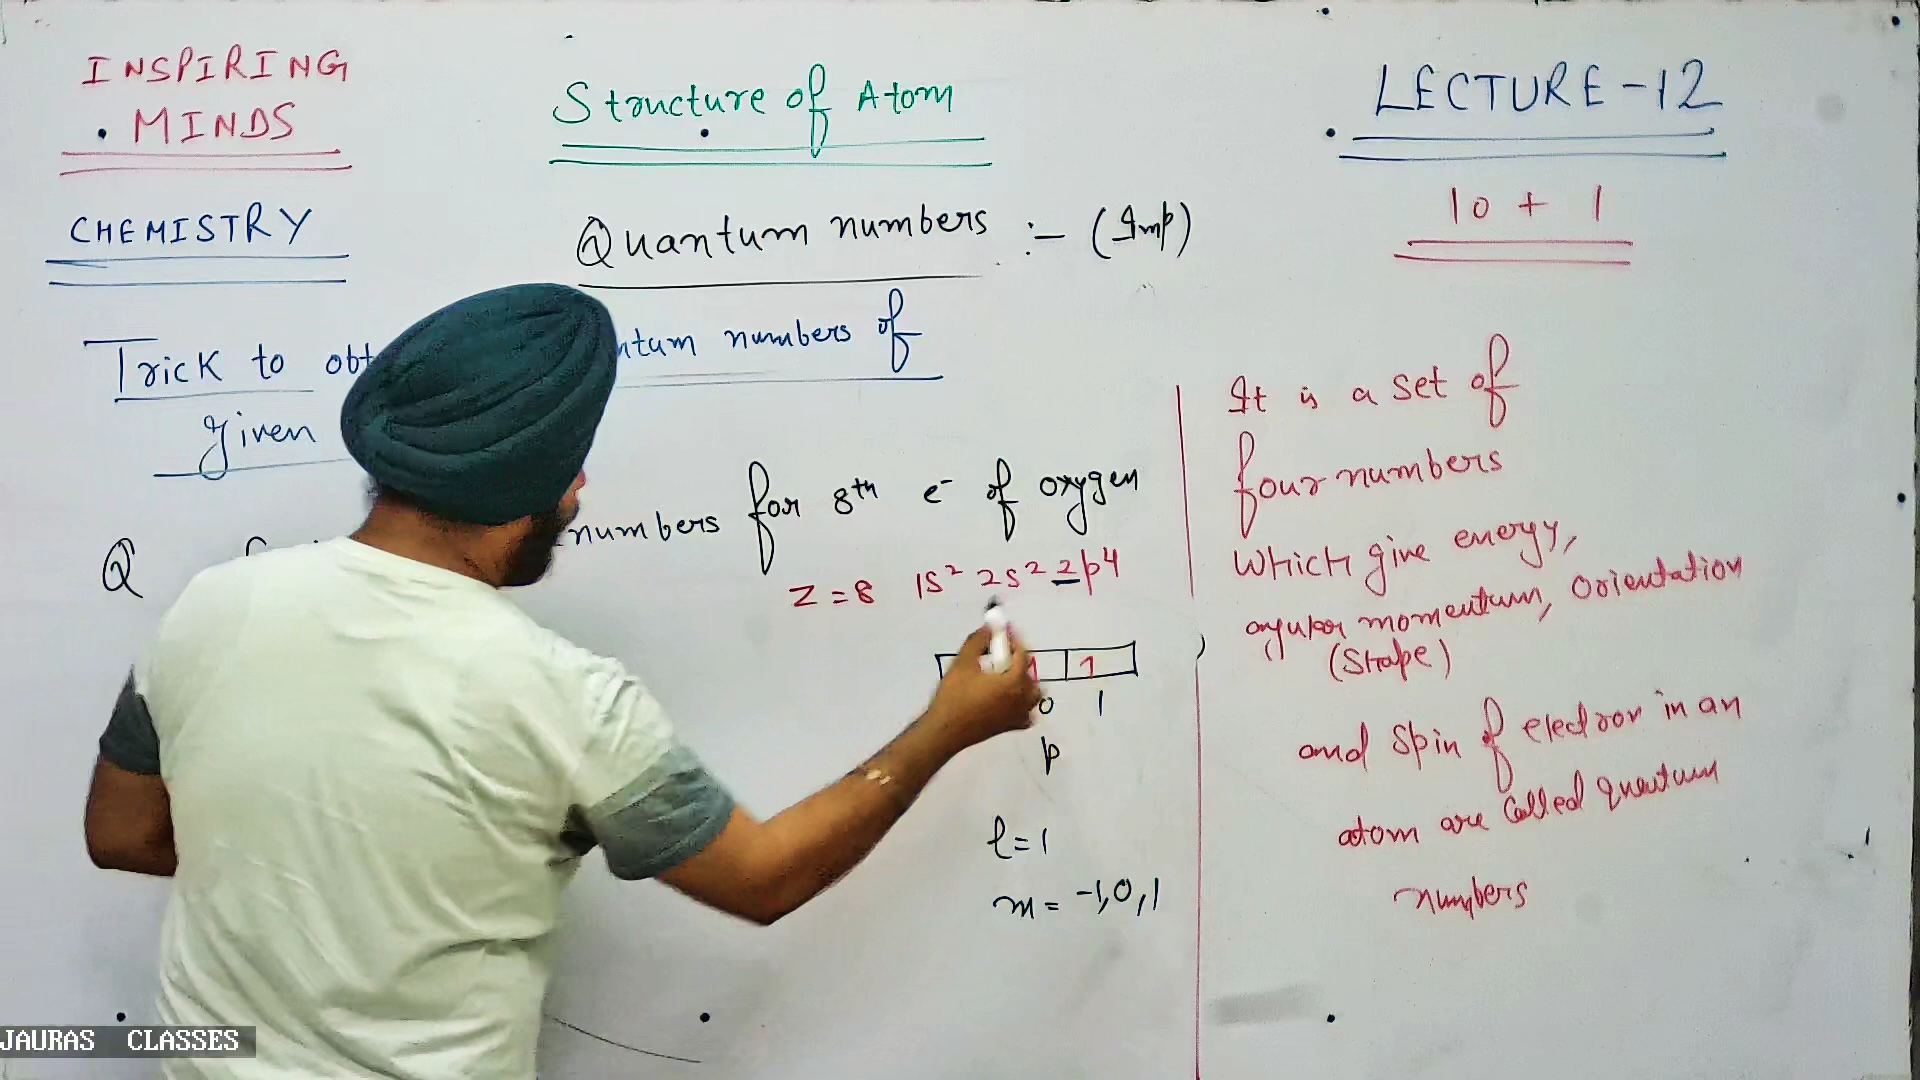 INSPIRING
MINDS
CHEMISTRY
Structure of Atom
LECTURE-12
10 + 1
Quantum numbers :- (Imp)
Trick to obt ntum numbers of
given
Q numbers for 8th e- of oxygen
Z=8 1s² 2s² 2p4
1 1
0 1
p
l=1
m = -1,0,1
It is a set of
four numbers
Which give energy,
angular momentum, orientation
(Shape)
and spin of electron in an
atom are called quantum
numbers
JAURAS CLASSES